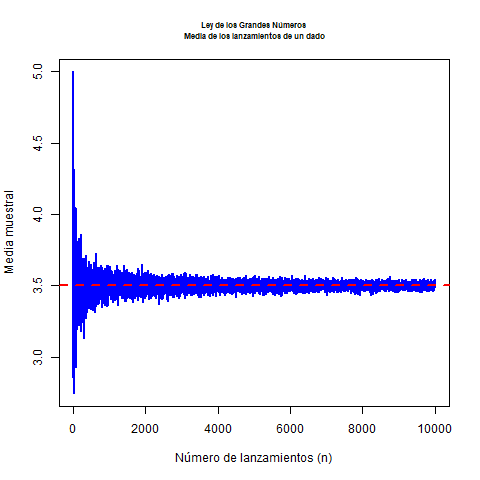 Ley de los Grandes Números
Media de los lanzamientos de un dado
Media muestral
5.0
4.5
4.0
3.5
3.0
0 2000 4000 6000 8000 10000
Número de lanzamientos (n)